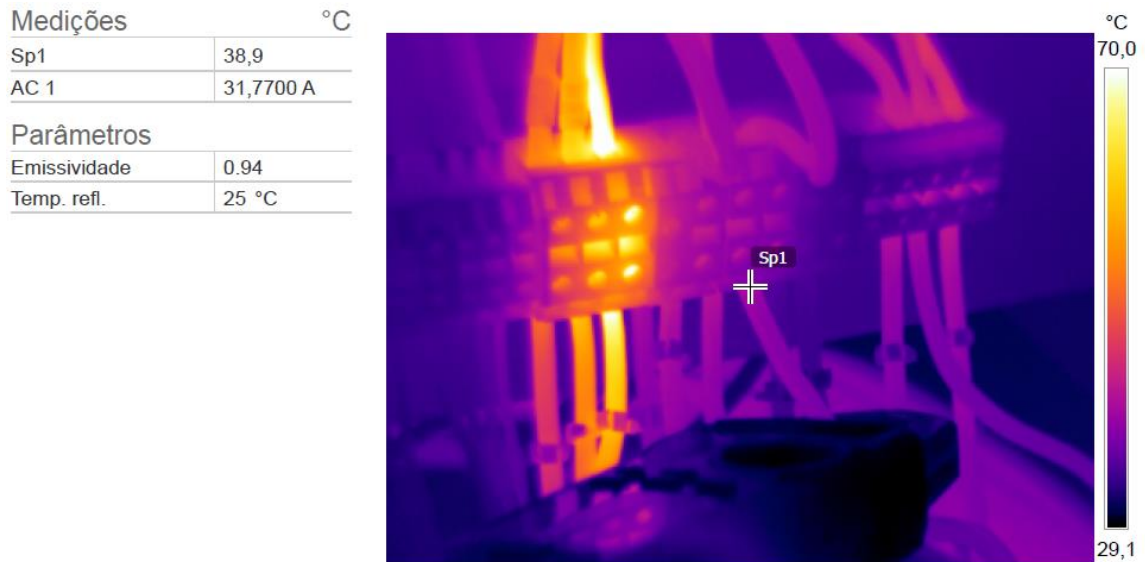 Medições °C
Sp1 38,9
AC 1 31,7700 A
Parâmetros
Emissividade 0.94
Temp. refl. 25 °C
Sp1
°C
70,0
29,1